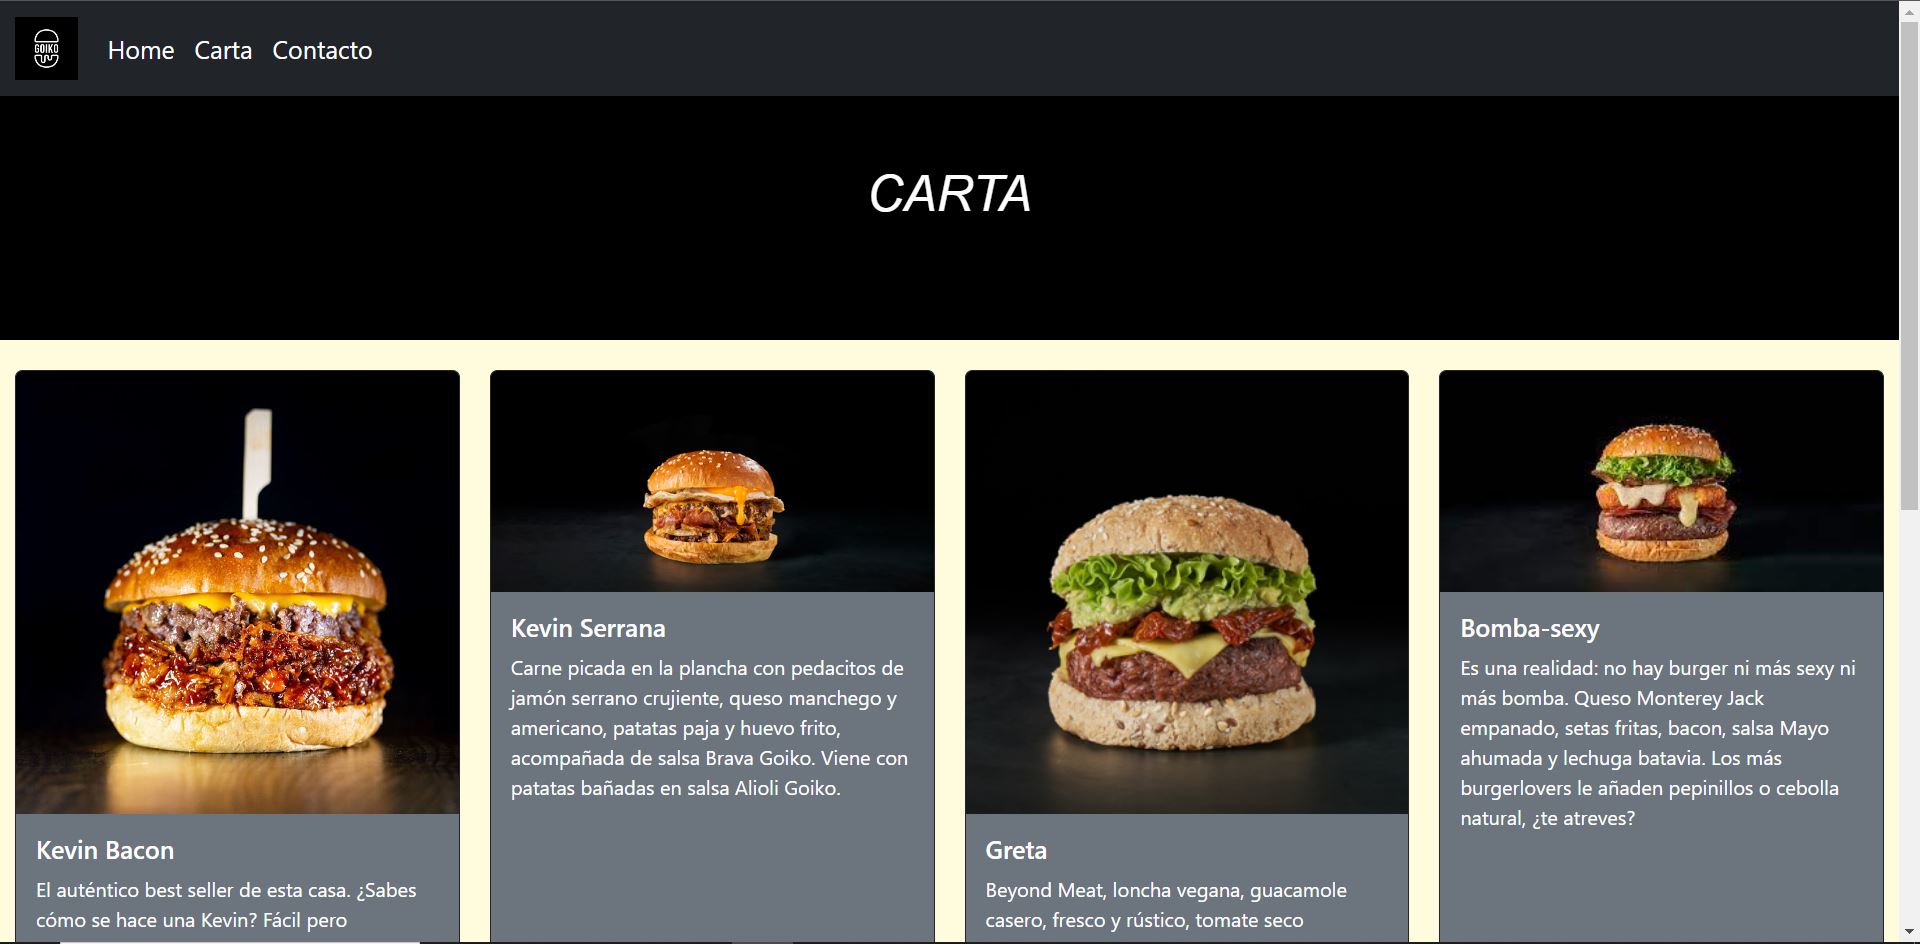 GOIKO
Home Carta Contacto
CARTA
Kevin Bacon
El auténtico best seller de esta casa. ¿Sabes
cómo se hace una Kevin? Fácil pero
Kevin Serrana
Carne picada en la plancha con pedacitos de
jamón serrano crujiente, queso manchego y
americano, patatas paja y huevo frito,
acompañada de salsa Brava Goiko. Viene con
patatas bañadas en salsa Alioli Goiko.
Greta
Beyond Meat, loncha vegana, guacamole
casero, fresco y rústico, tomate seco
Bomba-sexy
Es una realidad: no hay burger ni más sexy ni
más bomba. Queso Monterey Jack
empanado, setas fritas, bacon, salsa Mayo
ahumada y lechuga batavia. Los más
burgerlovers le añaden pepinillos o cebolla
natural, ¿te atreves?